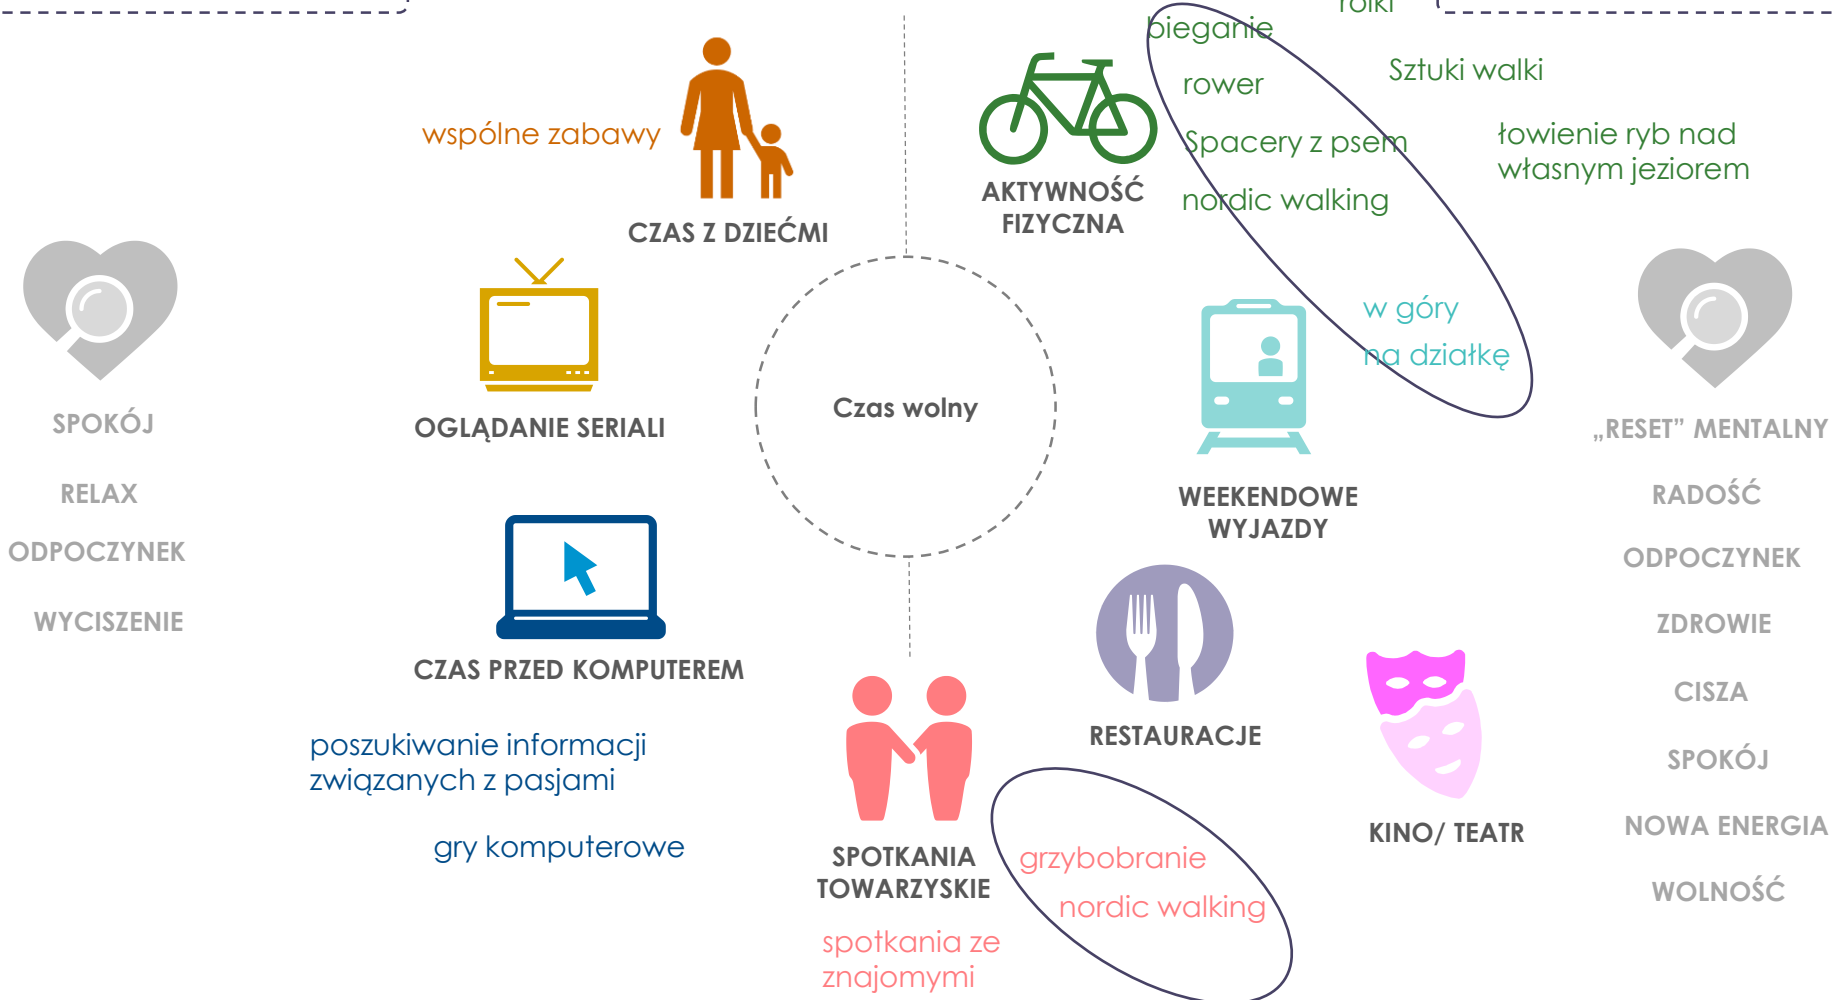 rolki
bieganie
rower
Sztuki walki
Spacery z psem
łowienie ryb nad
własnym jeziorem
nordic walking
AKTYWNOŚĆ
FIZYCZNA
wspólne zabawy
CZAS Z DZIEĆMI
w góry
na działkę
WEEKENDOWE
WYJAZDY
OGLĄDANIE SERIALI
Czas wolny
SPOKÓJ
RELAX
ODPOCZYNEK
WYCISZENIE
„RESET” MENTALNY
RADOŚĆ
ODPOCZYNEK
ZDROWIE
CISZA
SPOKÓJ
NOWA ENERGIA
WOLNOŚĆ
CZAS PRZED KOMPUTEREM
poszukiwanie informacji
związanych z pasjami
gry komputerowe
RESTAURACJE
KINO/ TEATR
SPOTKANIA
TOWARZYSKIE
grzybobranie
nordic walking
spotkania ze
znajomymi